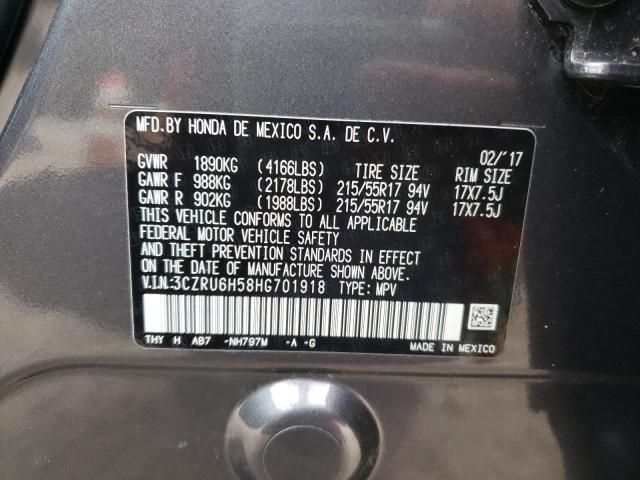 MFD.BY HONDA DE MEXICO S.A. DE C.V.
02/'17
GVWR 1890KG (4166LBS) TIRE SIZE RIM SIZE
GAWR F 988KG (2178LBS) 215/55R17 94V 17X7.5J
GAWR R 902KG (1988LBS) 215/55R17 94V 17X7.5J
THIS VEHICLE CONFORMS TO ALL APPLICABLE
FEDERAL MOTOR VEHICLE SAFETY
AND THEFT PREVENTION STANDARDS IN EFFECT
ON THE DATE OF MANUFACTURE SHOWN ABOVE.
V.I.N.:3CZRU6H58HG701918 TYPE: MPV
THY H AB7 -NH797M -A -G MADE IN MEXICO